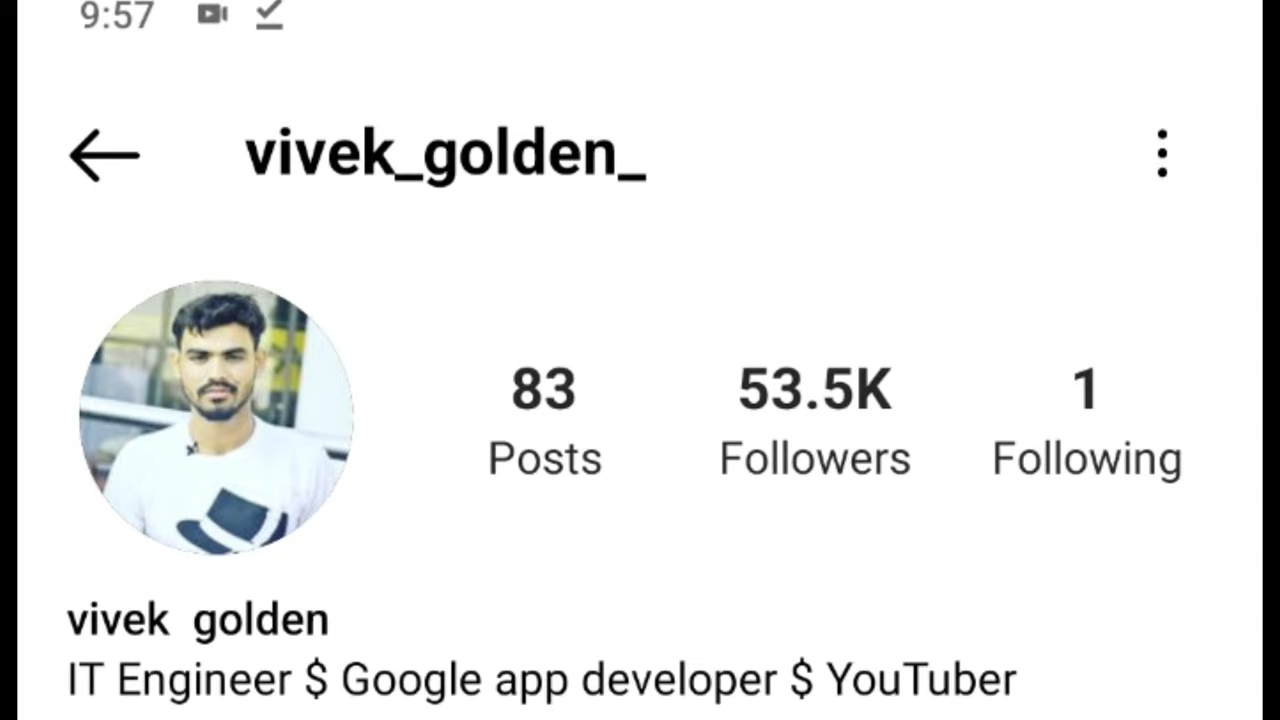 9:57
vivek_golden_
83 53.5K 1
Posts Followers Following
vivek golden
IT Engineer $ Google app developer $ YouTuber